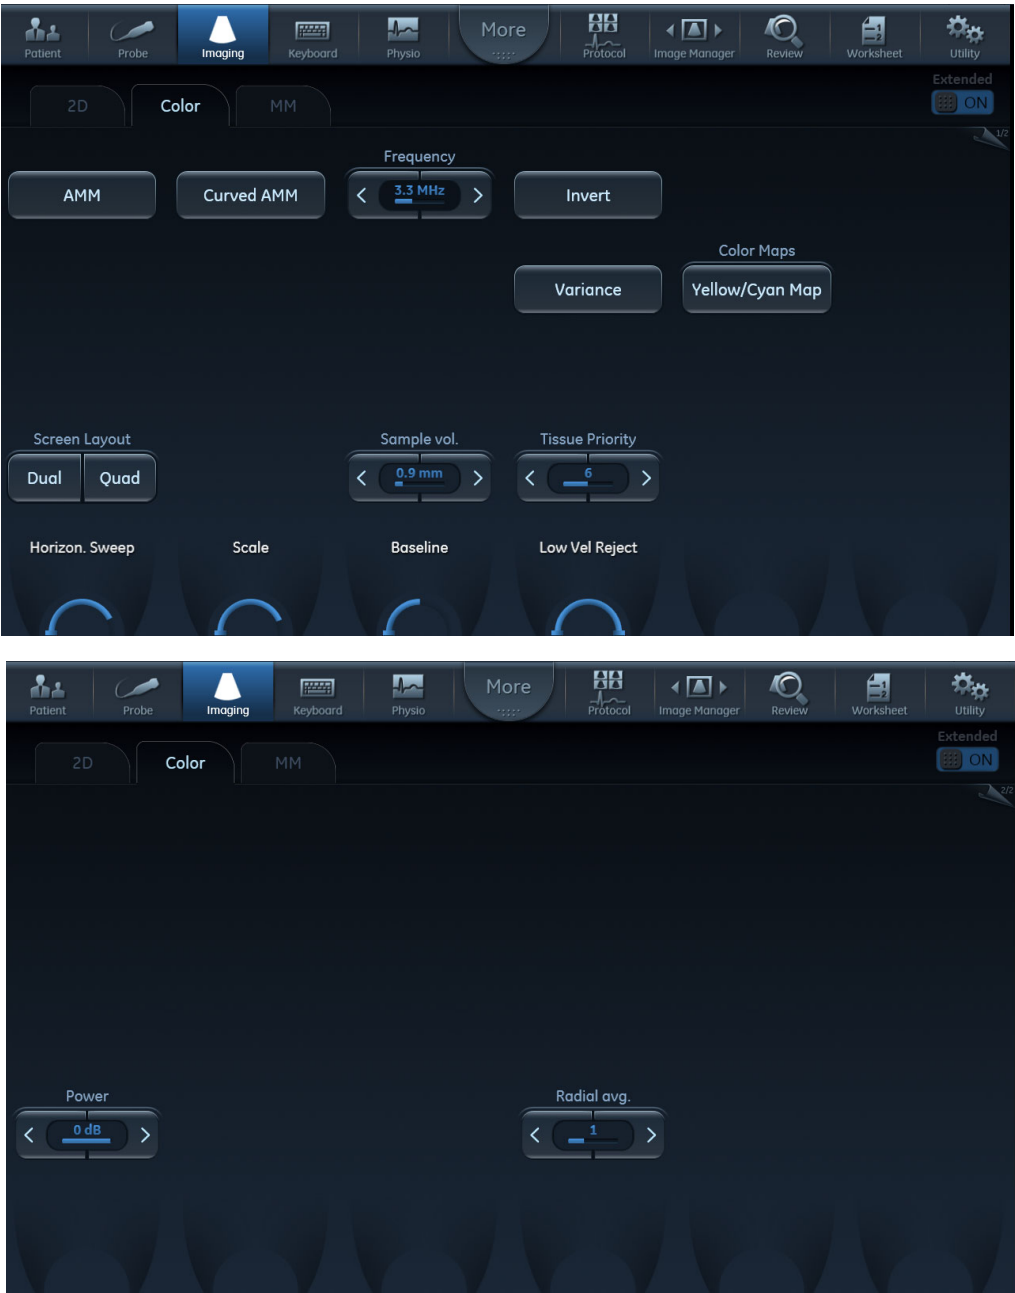 Patient Probe Imaging Keyboard Physio More Protocol Image Manager Review Worksheet Utility
Extended
2D Color MM ON
1/2
Frequency
AMM Curved AMM 3.3 MHz Invert
Color Maps
Variance Yellow/Cyan Map
Screen Layout Sample vol. Tissue Priority
Dual Quad 0.9 mm 6
Horizon. Sweep Scale Baseline Low Vel Reject
Patient Probe Imaging Keyboard Physio More Protocol Image Manager Review Worksheet Utility
Extended
2D Color MM ON
2/2
Power Radial avg.
0 dB 1